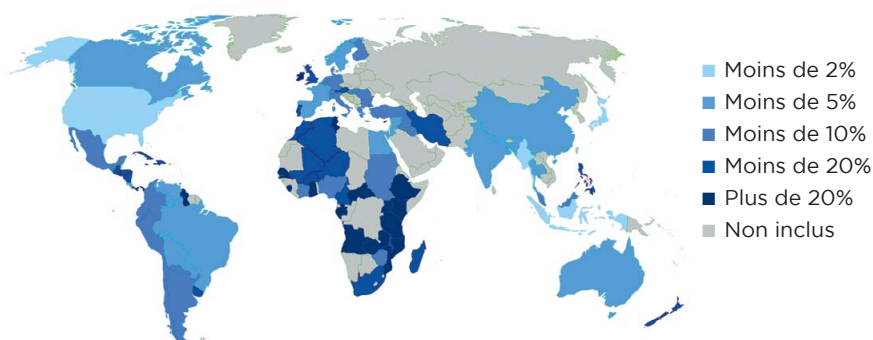 Moins de 2%
Moins de 5%
Moins de 10%
Moins de 20%
Plus de 20%
Non inclus